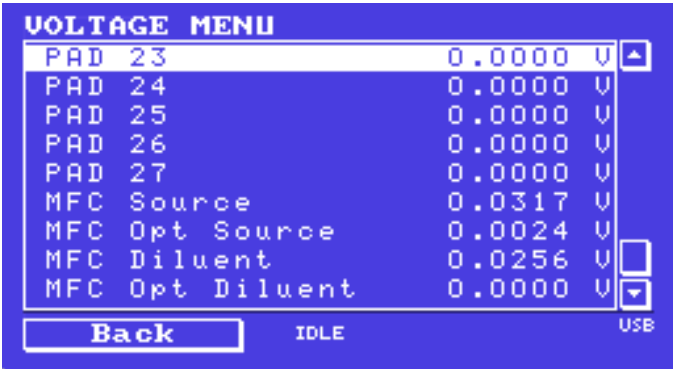 VOLTAGE MENU
PAD 23 0.0000 V
PAD 24 0.0000 V
PAD 25 0.0000 V
PAD 26 0.0000 V
PAD 27 0.0000 V
MFC Source 0.0317 V
MFC Opt Source 0.0024 V
MFC Diluent 0.0256 V
MFC Opt Diluent 0.0000 V
Back IDLE USB